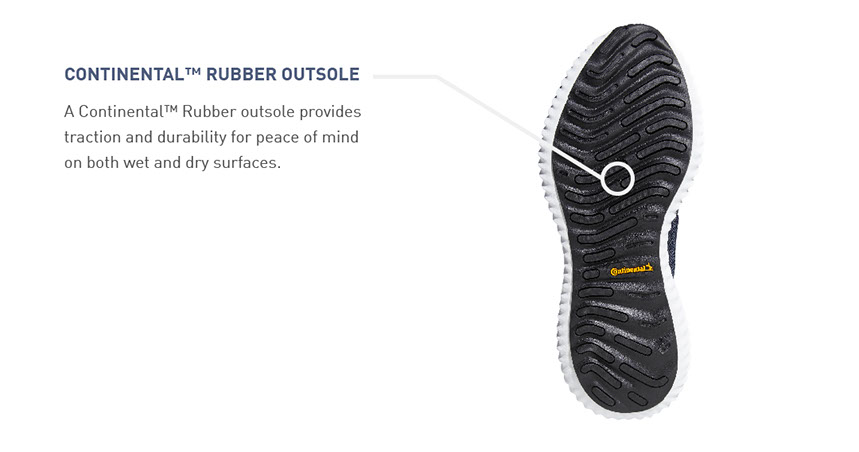 CONTINENTAL™ RUBBER OUTSOLE
A Continental™ Rubber outsole provides
traction and durability for peace of mind
on both wet and dry surfaces.
Continental